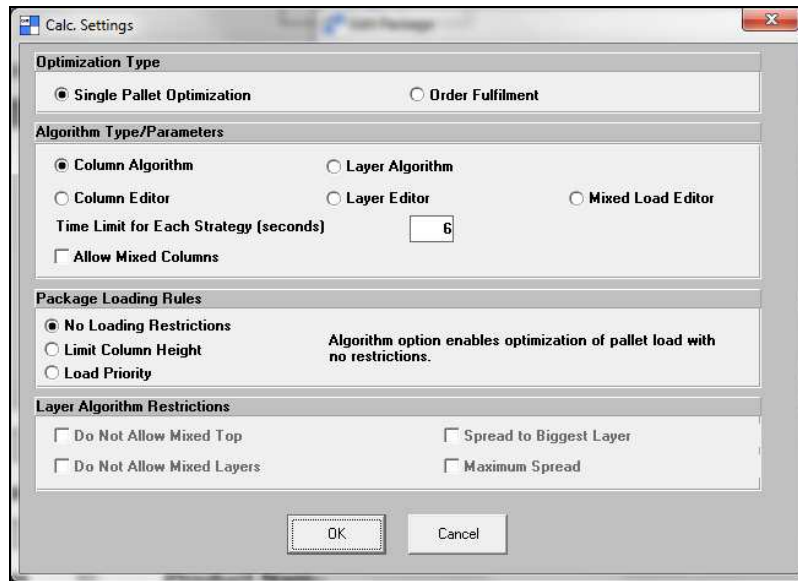 Calc. Settings
Optimization Type
Single Pallet Optimization
Order Fulfilment
Algorithm Type/Parameters
Column Algorithm
Layer Algorithm
Column Editor
Layer Editor
Mixed Load Editor
Time Limit for Each Strategy (seconds)
6
Allow Mixed Columns
Package Loading Rules
No Loading Restrictions
Limit Column Height
Load Priority
Algorithm option enables optimization of pallet load with
no restrictions.
Layer Algorithm Restrictions
Do Not Allow Mixed Top
Spread to Biggest Layer
Do Not Allow Mixed Layers
Maximum Spread
OK
Cancel